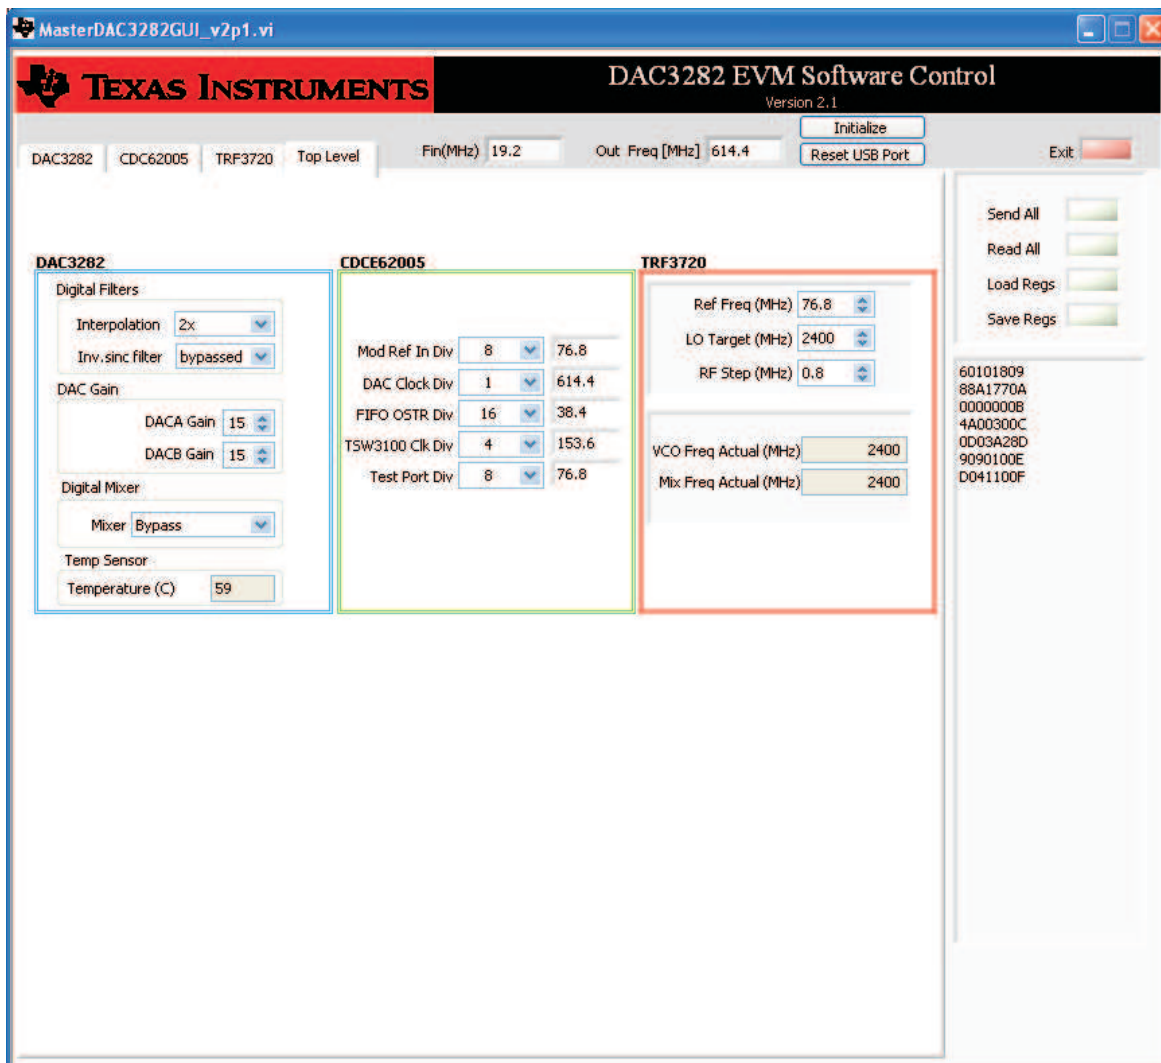 MasterDAC3282GUI_v2p1.vi
TEXAS INSTRUMENTS
DAC3282 EVM Software Control
Version 2.1
Initialize
DAC3282 CDC62005 TRF3720 Top Level Fin(MHz) 19.2 Out Freq [MHz] 614.4 Reset USB Port Exit
Send All
Read All
Load Regs
Save Regs
DAC3282
Digital Filters
Interpolation 2x
Inv.sinc filter bypassed
DAC Gain
DACA Gain 15
DACB Gain 15
Digital Mixer
Mixer Bypass
Temp Sensor
Temperature (C) 59
CDCE62005
Mod Ref In Div 8 76.8
DAC Clock Div 1 614.4
FIFO OSTR Div 16 38.4
TSW3100 Clk Div 4 153.6
Test Port Div 8 76.8
TRF3720
Ref Freq (MHz) 76.8
LO Target (MHz) 2400
RF Step (MHz) 0.8
VCO Freq Actual (MHz) 2400
Mix Freq Actual (MHz) 2400
60101809
88A1770A
0000000B
4A00300C
0D03A28D
9090100E
D041100F